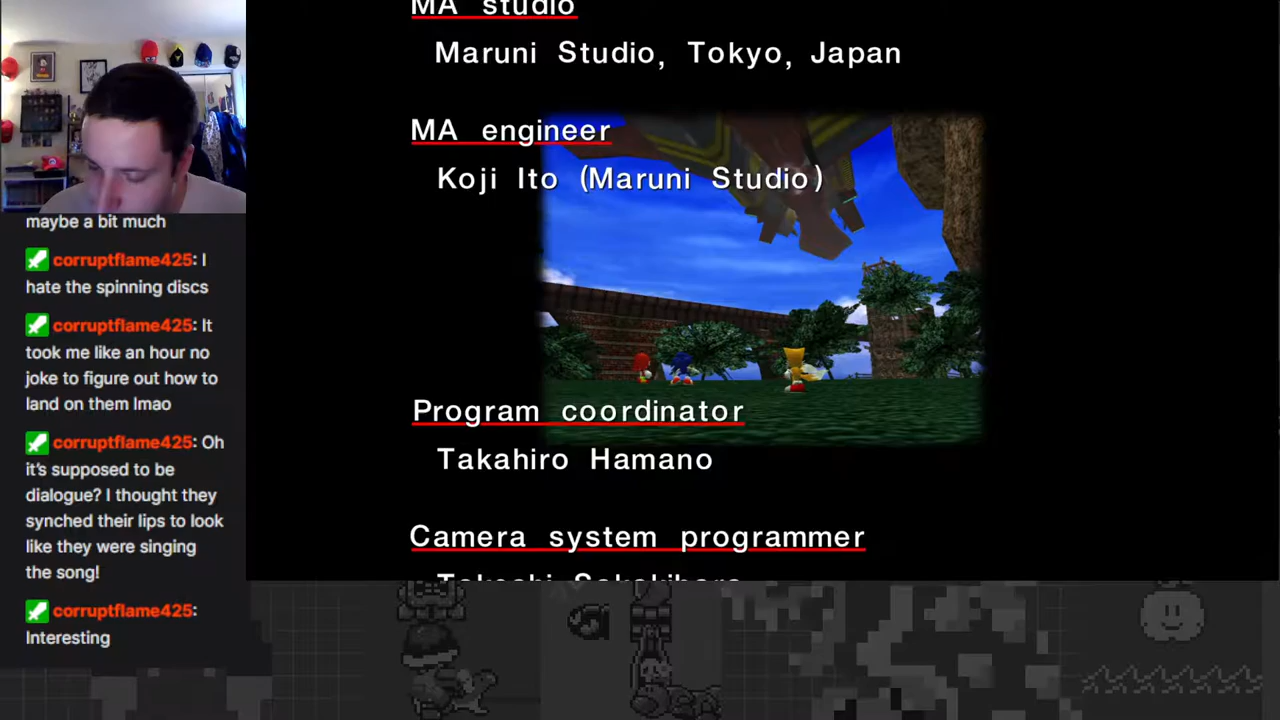 maybe a bit much
corruptflame425: I
hate the spinning discs
corruptflame425: It
took me like an hour no
joke to figure out how to
land on them lmao
corruptflame425: Oh
it's supposed to be
dialogue? I thought they
synched their lips to look
like they were singing
the song!
corruptflame425:
Interesting
MA studio
Maruni Studio, Tokyo, Japan
MA engineer
Koji Ito (Maruni Studio)
Program coordinator
Takahiro Hamano
Camera system programmer